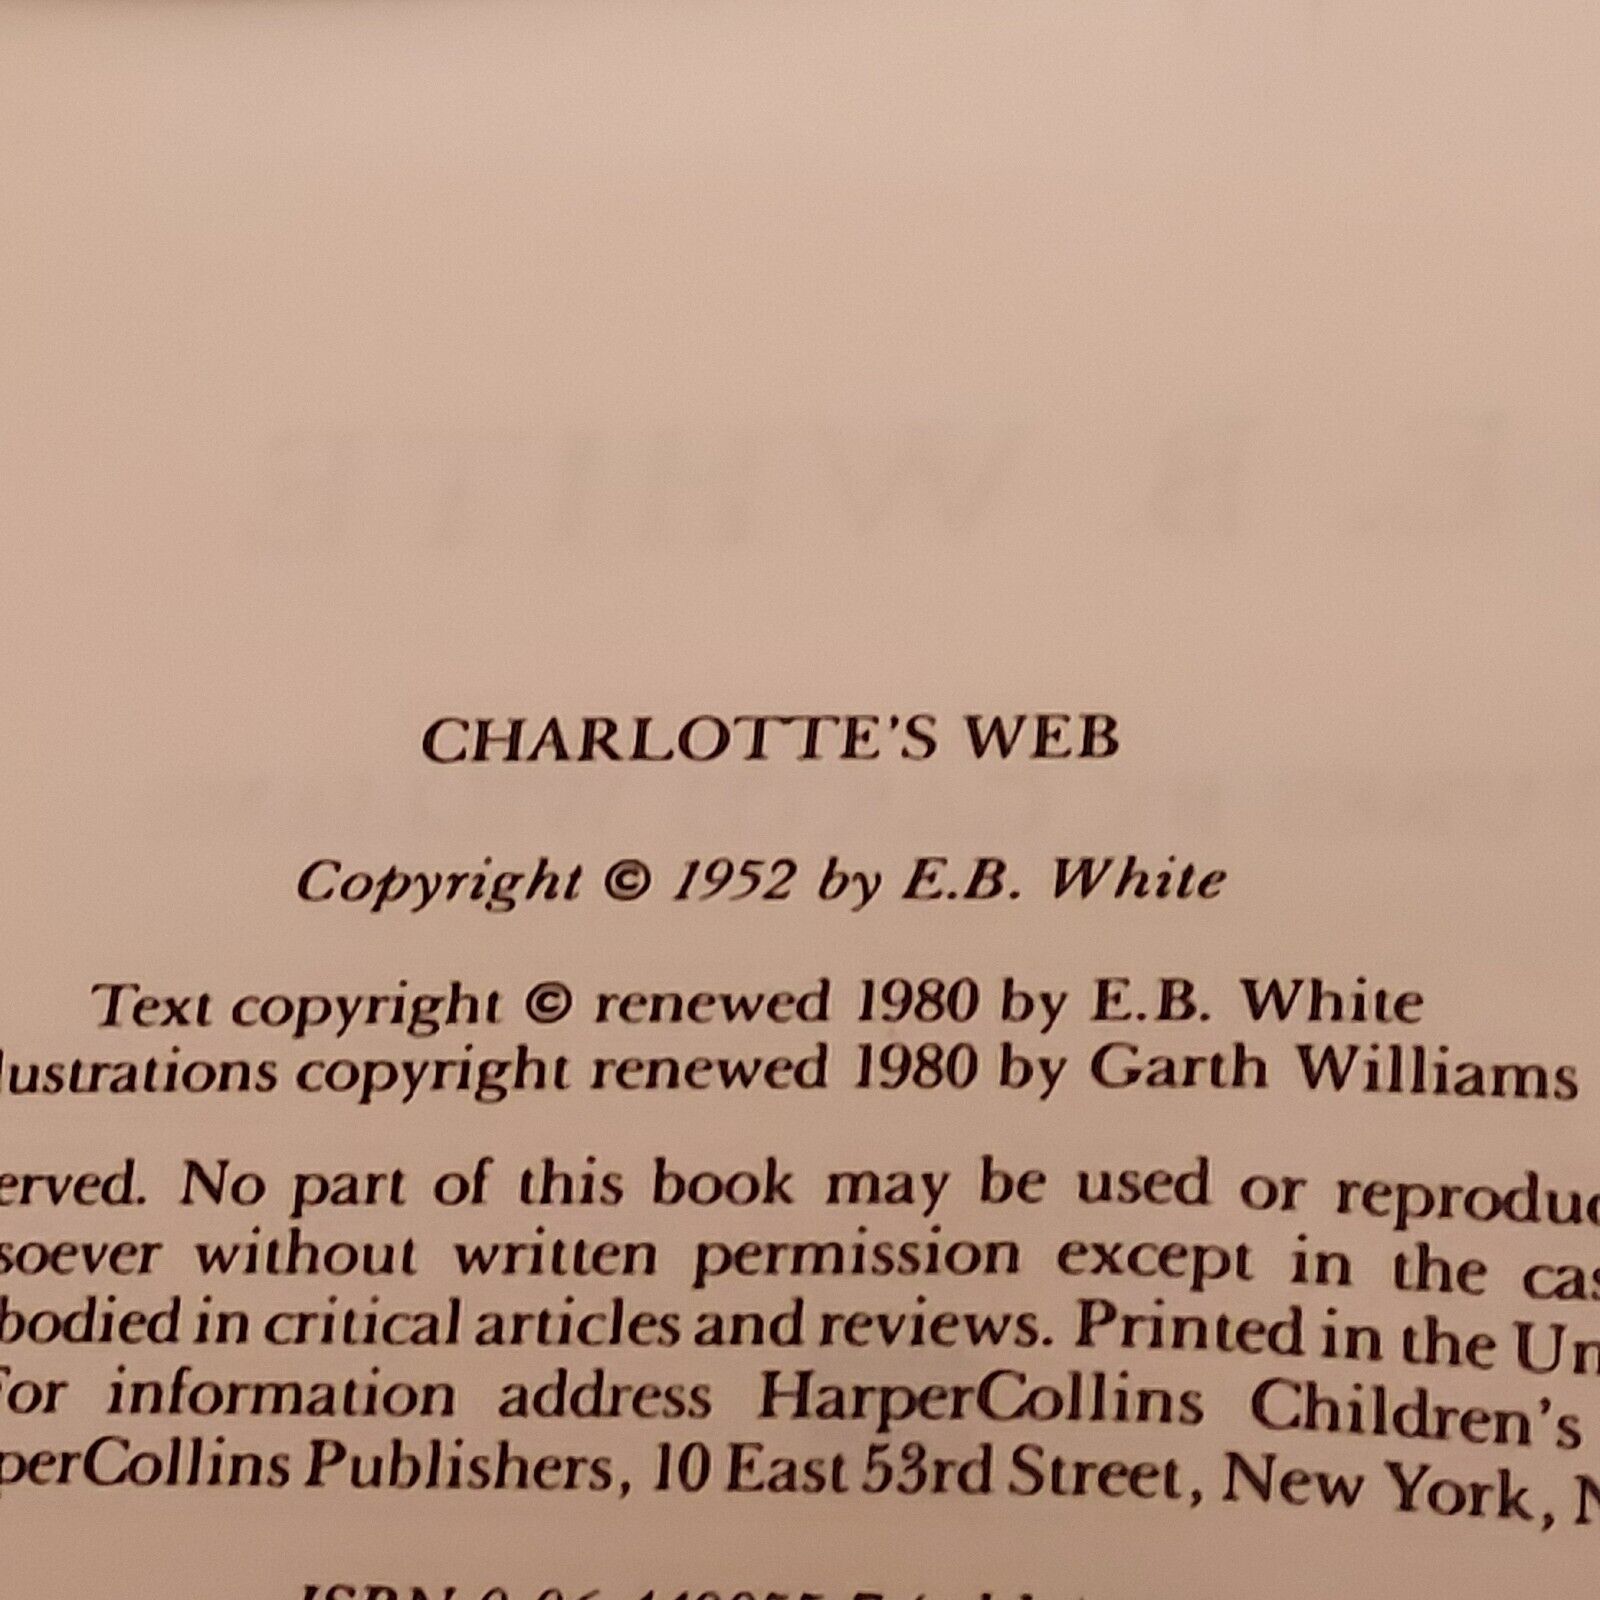 CHARLOTTE'S WEB
Copyright © 1952 by E.B. White
Text copyright © renewed 1980 by E.B. White
lustrations copyright renewed 1980 by Garth Williams
erved. No part of this book may be used or reproduc
soever without written permission except in the cas
bodied in critical articles and reviews. Printed in the Un
For information address HarperCollins Children's
perCollins Publishers, 10 East 53rd Street, New York, N
ISBN